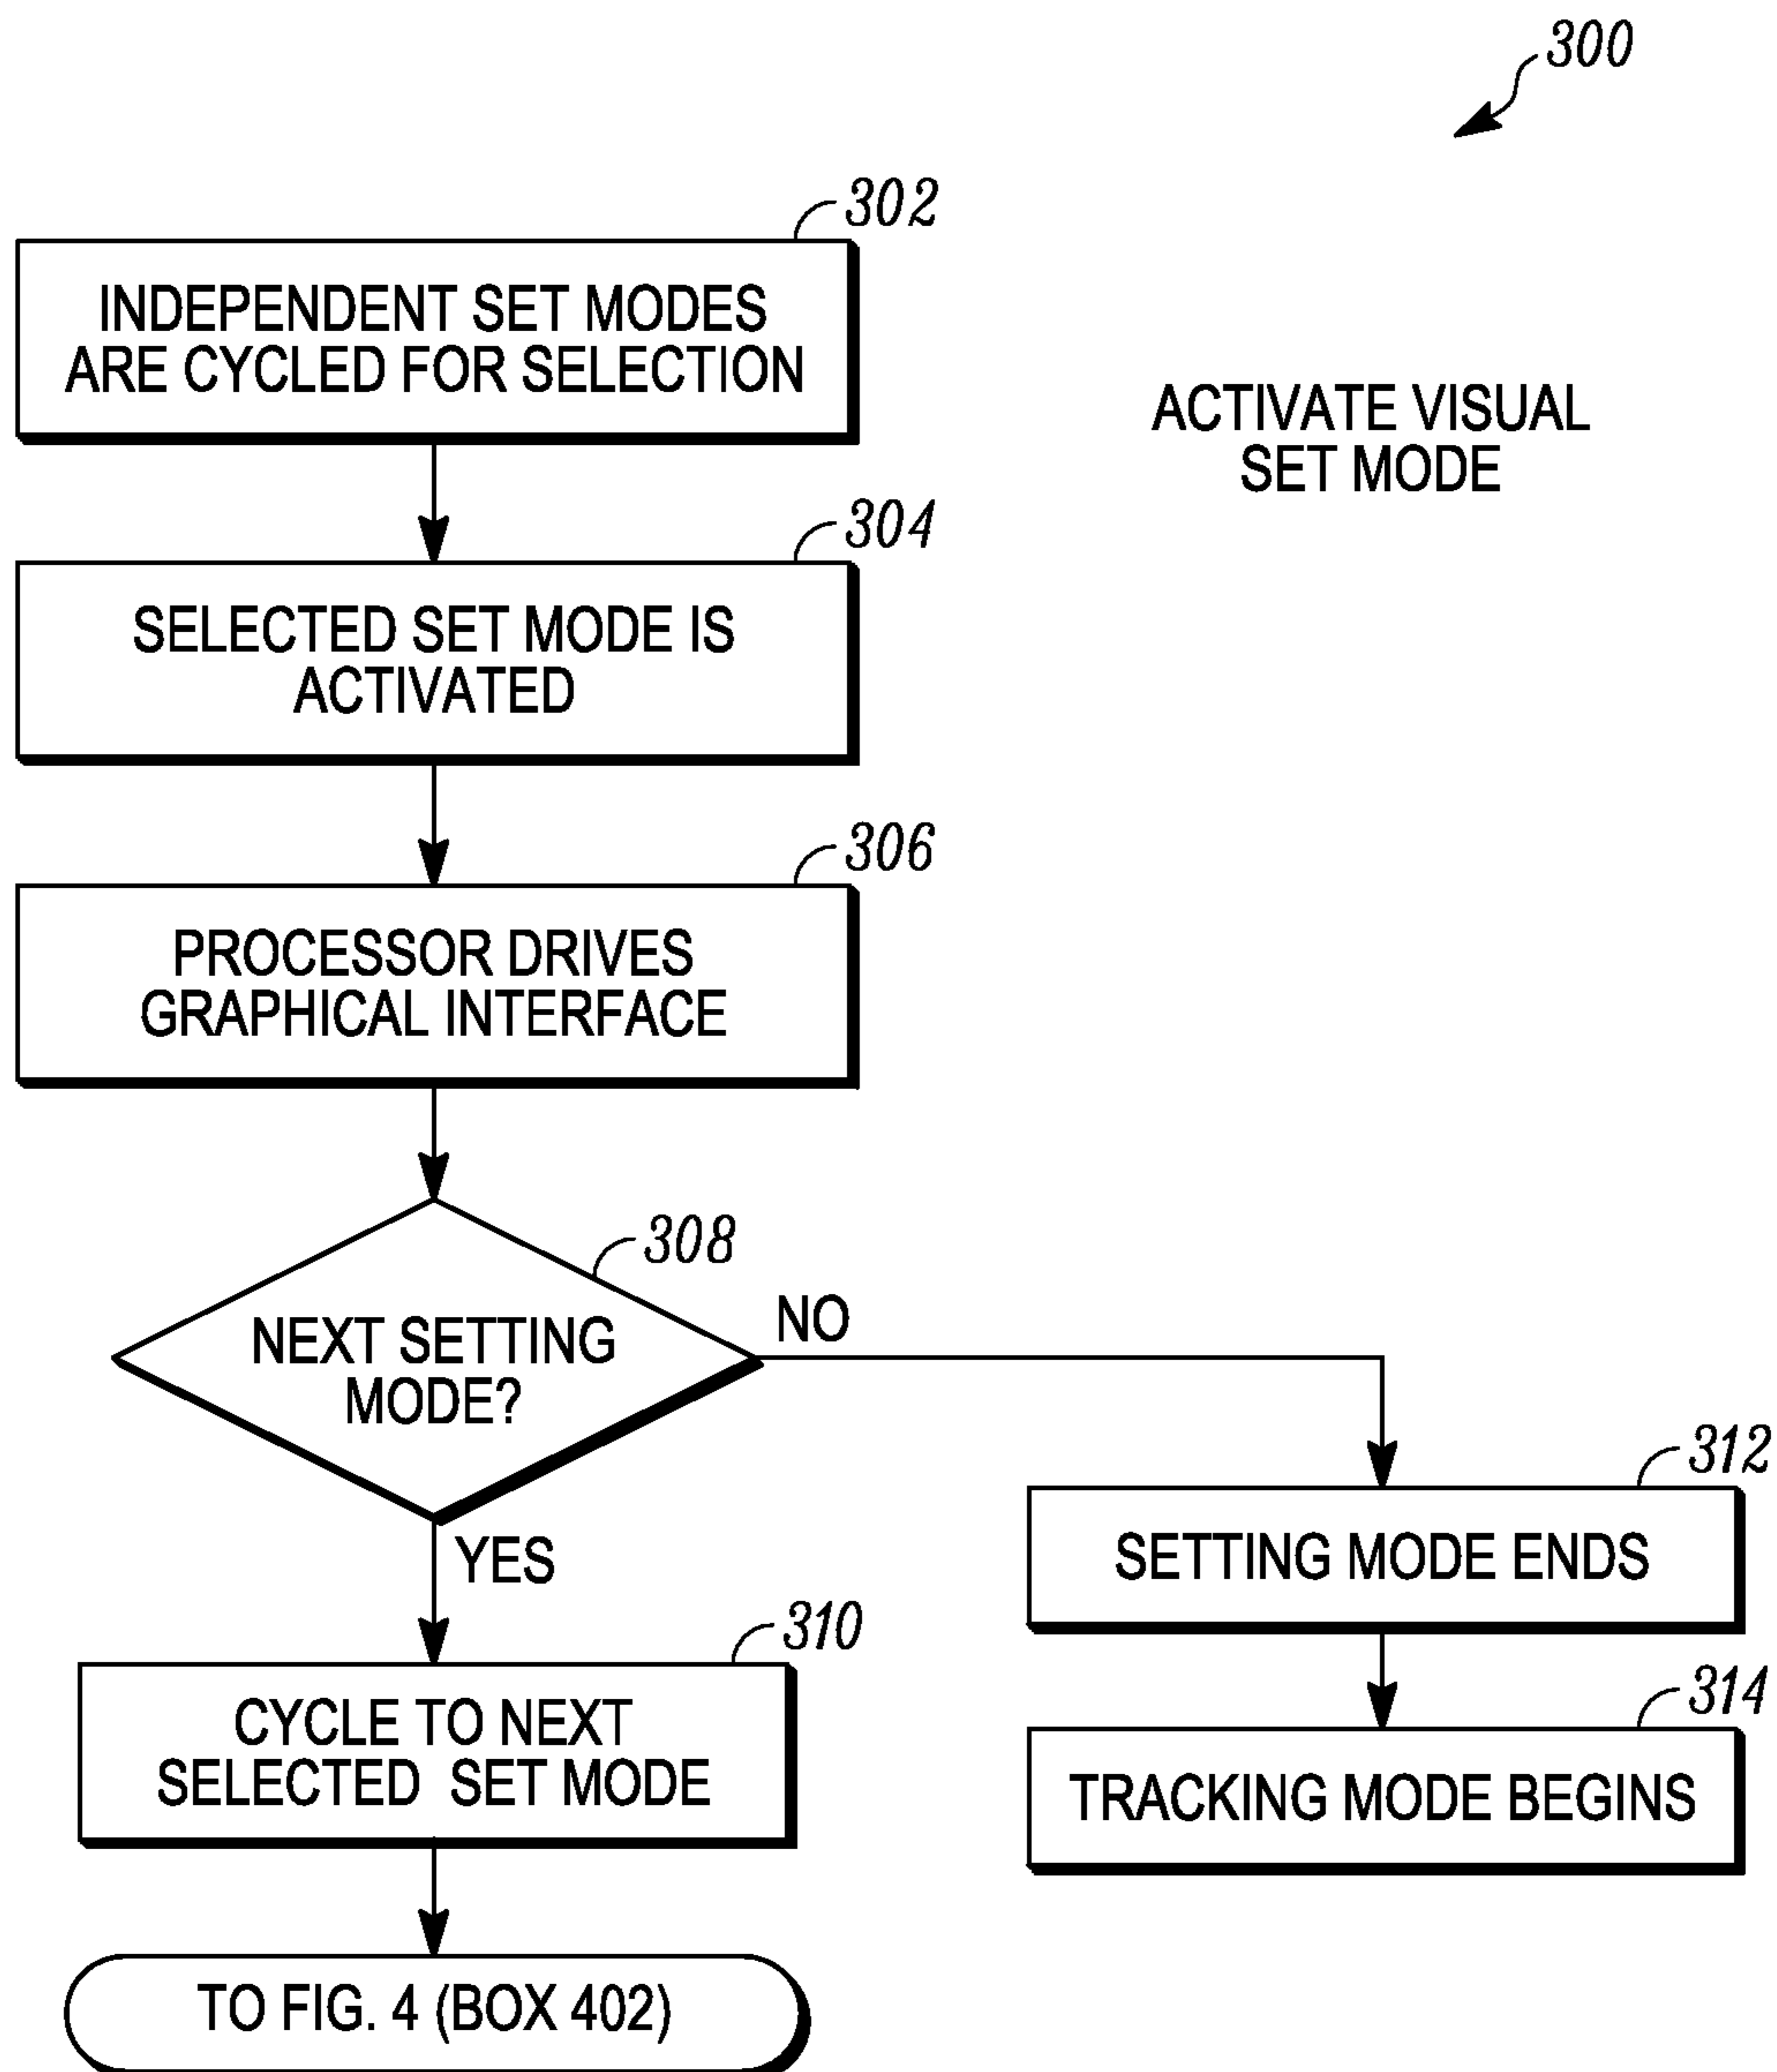 300
302
INDEPENDENT SET MODES
ARE CYCLED FOR SELECTION
ACTIVATE VISUAL
SET MODE
304
SELECTED SET MODE IS
ACTIVATED
306
PROCESSOR DRIVES
GRAPHICAL INTERFACE
308
NEXT SETTING
MODE?
NO
YES
310
CYCLE TO NEXT
SELECTED SET MODE
TO FIG. 4 (BOX 402)
312
SETTING MODE ENDS
314
TRACKING MODE BEGINS